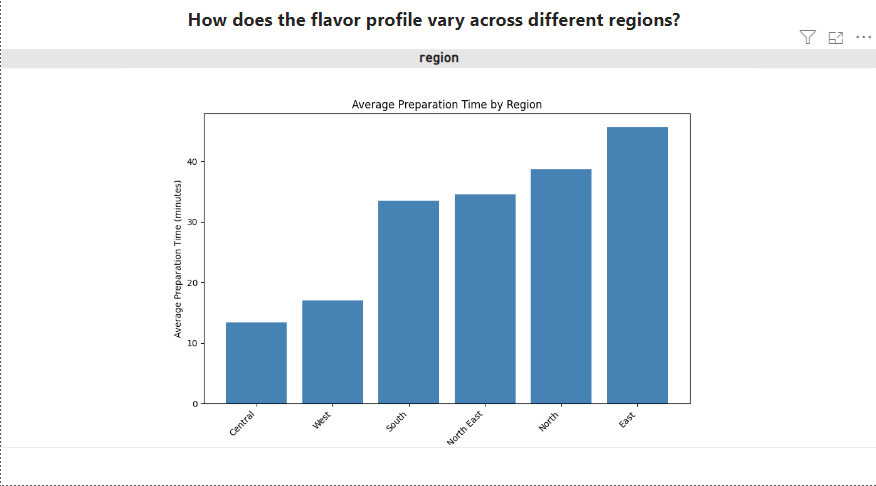 How does the flavor profile vary across different regions?
region
Average Preparation Time by Region
Average Preparation Time (minutes)
40
30
20
10
0
Central
West
South
North East
North
East